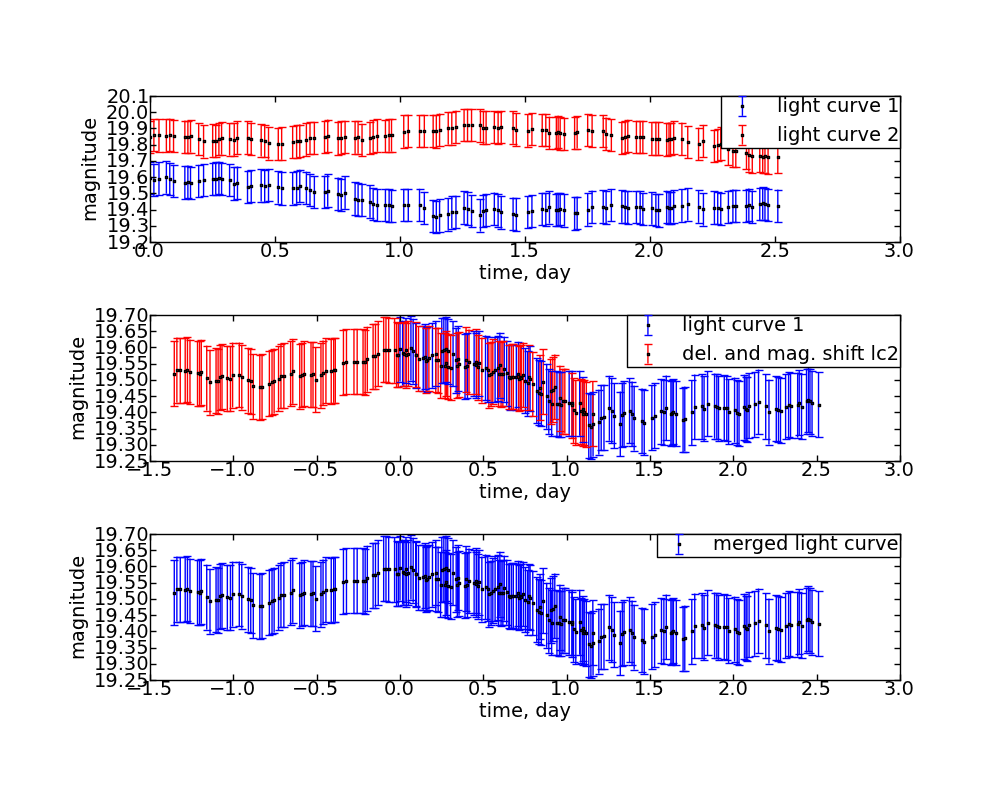 20.1
20.0
19.9
19.8
19.7
19.6
19.5
19.4
19.3
19.2
magnitude
light curve 1
light curve 2
0.0 0.5 1.0 1.5 2.0 2.5 3.0
time, day
19.70
19.65
19.60
19.55
19.50
19.45
19.40
19.35
19.30
19.25
magnitude
light curve 1
del. and mag. shift lc2
−1.5 −1.0 −0.5 0.0 0.5 1.0 1.5 2.0 2.5 3.0
time, day
19.70
19.65
19.60
19.55
19.50
19.45
19.40
19.35
19.30
19.25
magnitude
merged light curve
−1.5 −1.0 −0.5 0.0 0.5 1.0 1.5 2.0 2.5 3.0
time, day